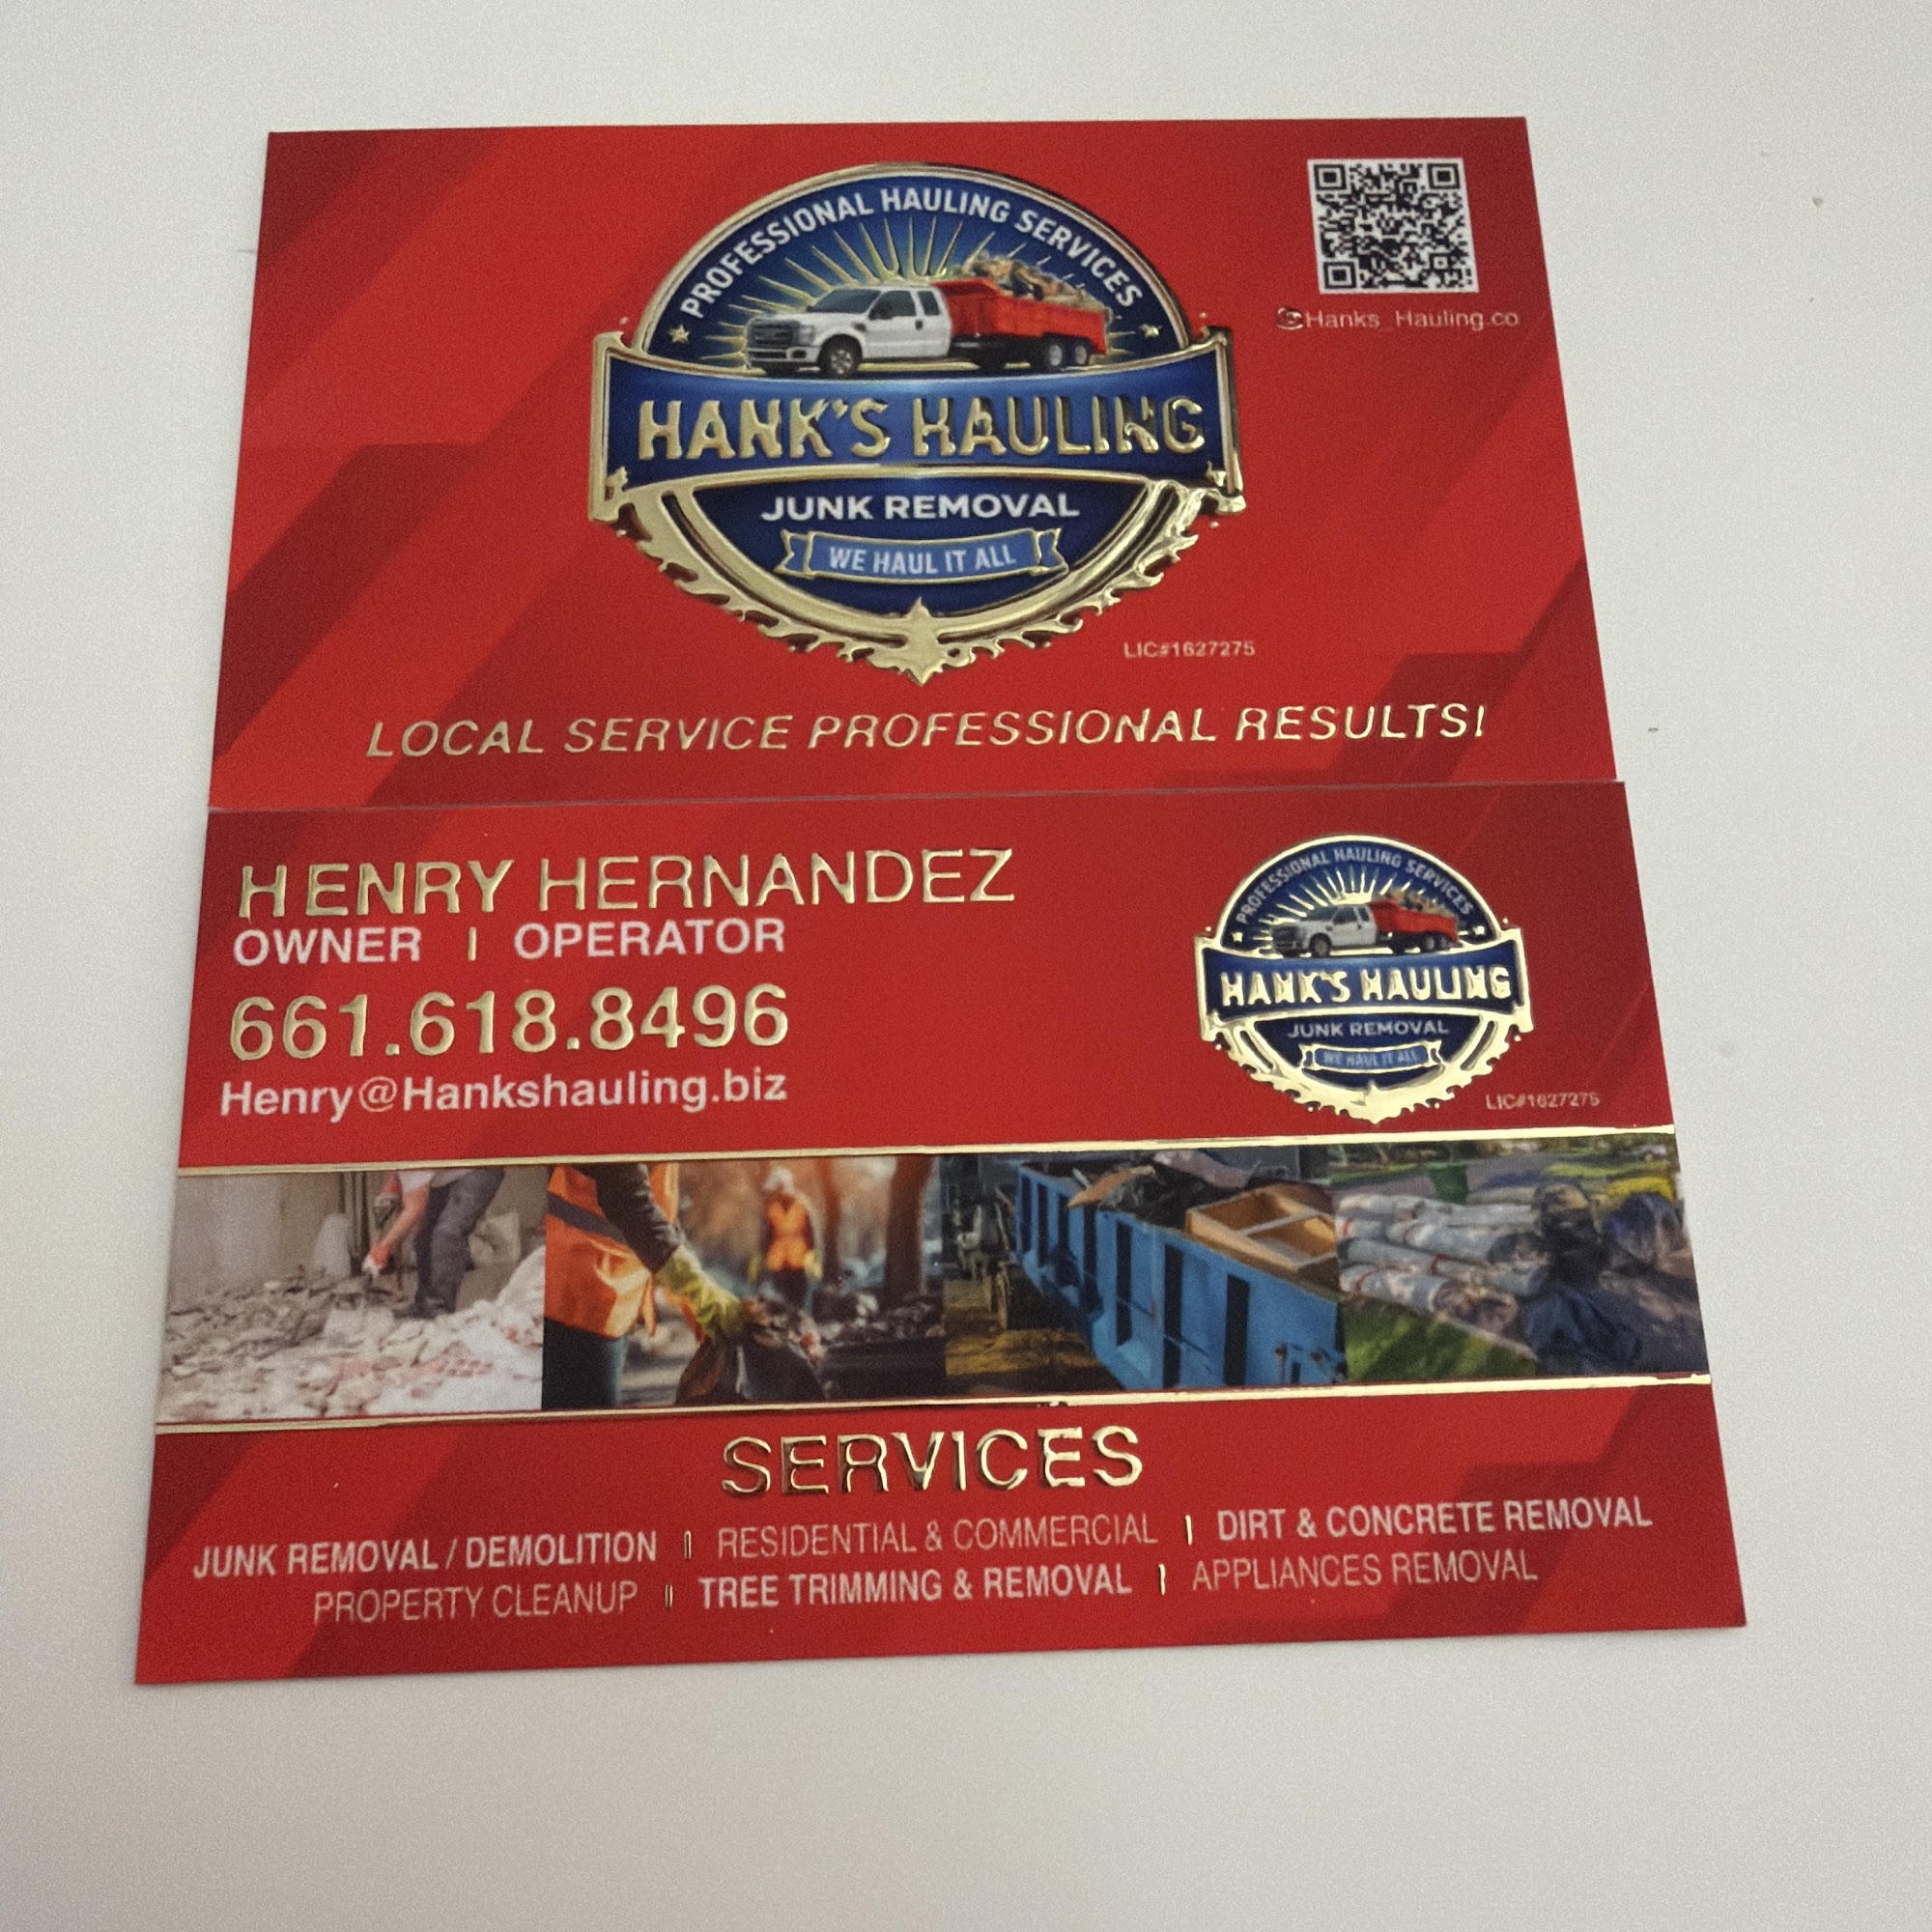 PROFESSIONAL HAULING SERVICES
HANK'S HAULING
JUNK REMOVAL
WE HAUL IT ALL
Hanks_Hauling.co
LIC#1627275
LOCAL SERVICE PROFESSIONAL RESULTS!
HENRY HERNANDEZ
OWNER | OPERATOR
661.618.8496
Henry@Hankshauling.biz
PROFESSIONAL HAULING SERVICES
HANK'S HAULING
JUNK REMOVAL
WE HAUL IT ALL
LIC#1627275
SERVICES
JUNK REMOVAL / DEMOLITION | RESIDENTIAL & COMMERCIAL | DIRT & CONCRETE REMOVAL
PROPERTY CLEANUP | TREE TRIMMING & REMOVAL | APPLIANCES REMOVAL